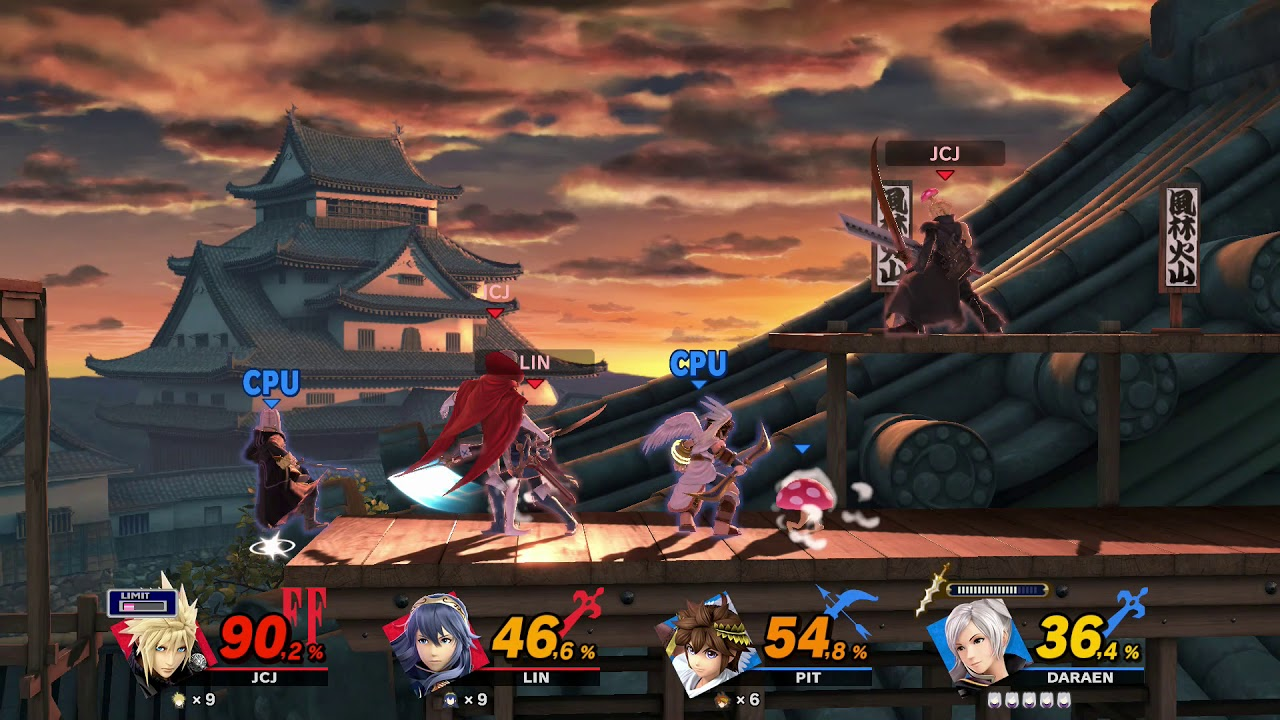 JCJ
風林火山
風林火山
CJ
LIN
CPU
CPU
LIMIT
FF
90.2%
JCJ
× 9
46.6%
LIN
× 9
54.8%
PIT
× 6
36.4%
DARAEN